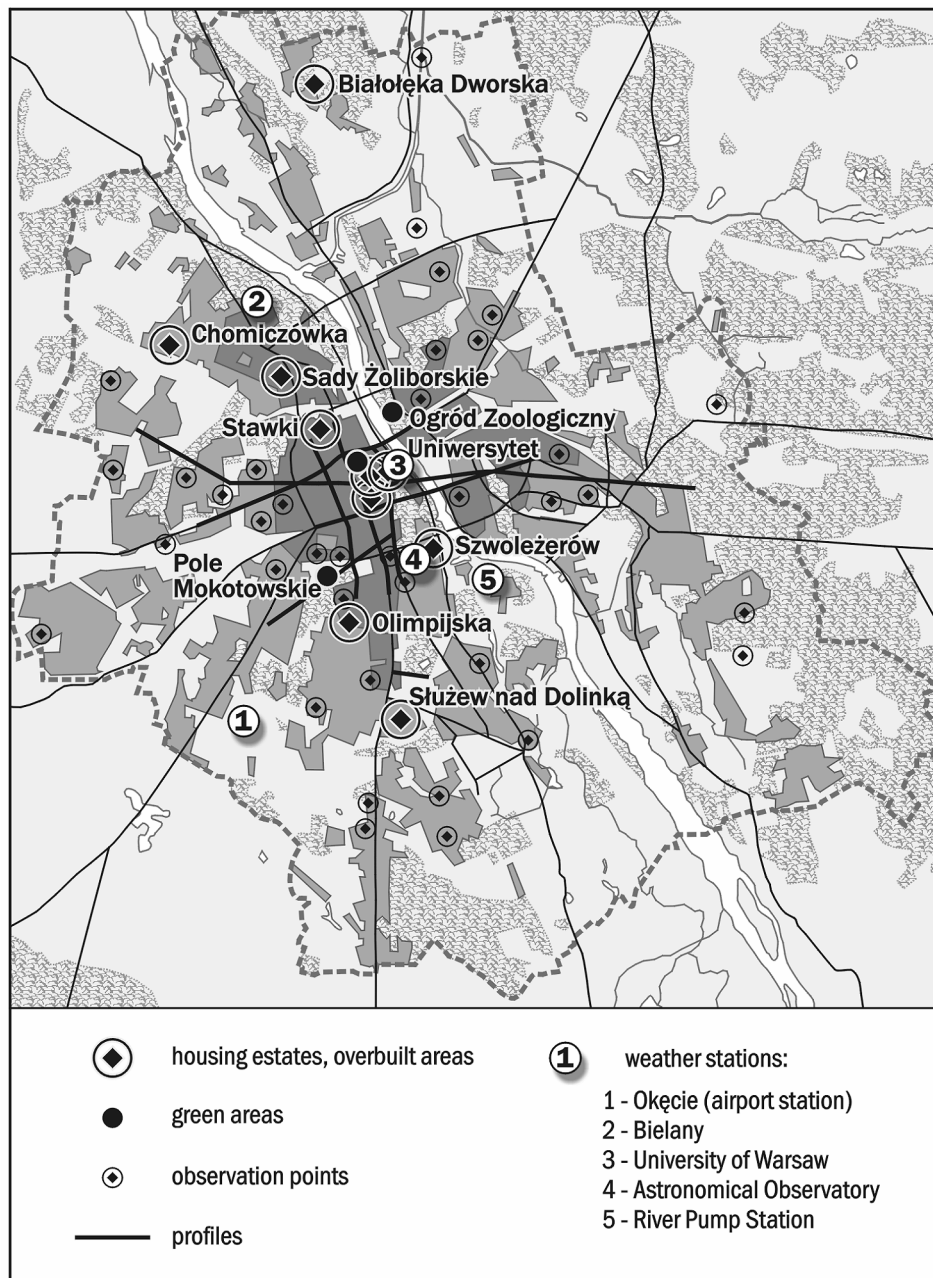 Białołęka Dworska
2
Chomiczówka
Sady Żoliborskie
Ogród Zoologiczny
Stawki
Uniwersytet
3
Szwoleżerów
4
Pole
Mokotowskie
5
Olimpijska
Służew nad Dolinką
1
housing estates, overbuilt areas
green areas
observation points
profiles
1 weather stations:
1 - Okęcie (airport station)
2 - Bielany
3 - University of Warsaw
4 - Astronomical Observatory
5 - River Pump Station